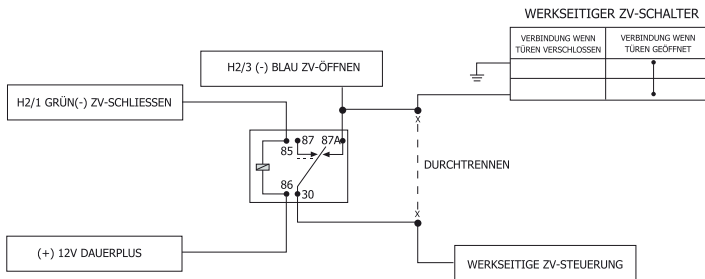 WERKSEITIGER ZV-SCHALTER
VERBINDUNG WENN
TÜREN VERSCHLOSSEN
VERBINDUNG WENN
TÜREN GEÖFFNET
H2/3 (-) BLAU ZV-ÖFFNEN
H2/1 GRÜN(-) ZV-SCHLIESSEN
X
87 87A
85
DURCHTRENNEN
86
30
X
(+) 12V DAUERPLUS
WERKSEITIGE ZV-STEUERUNG